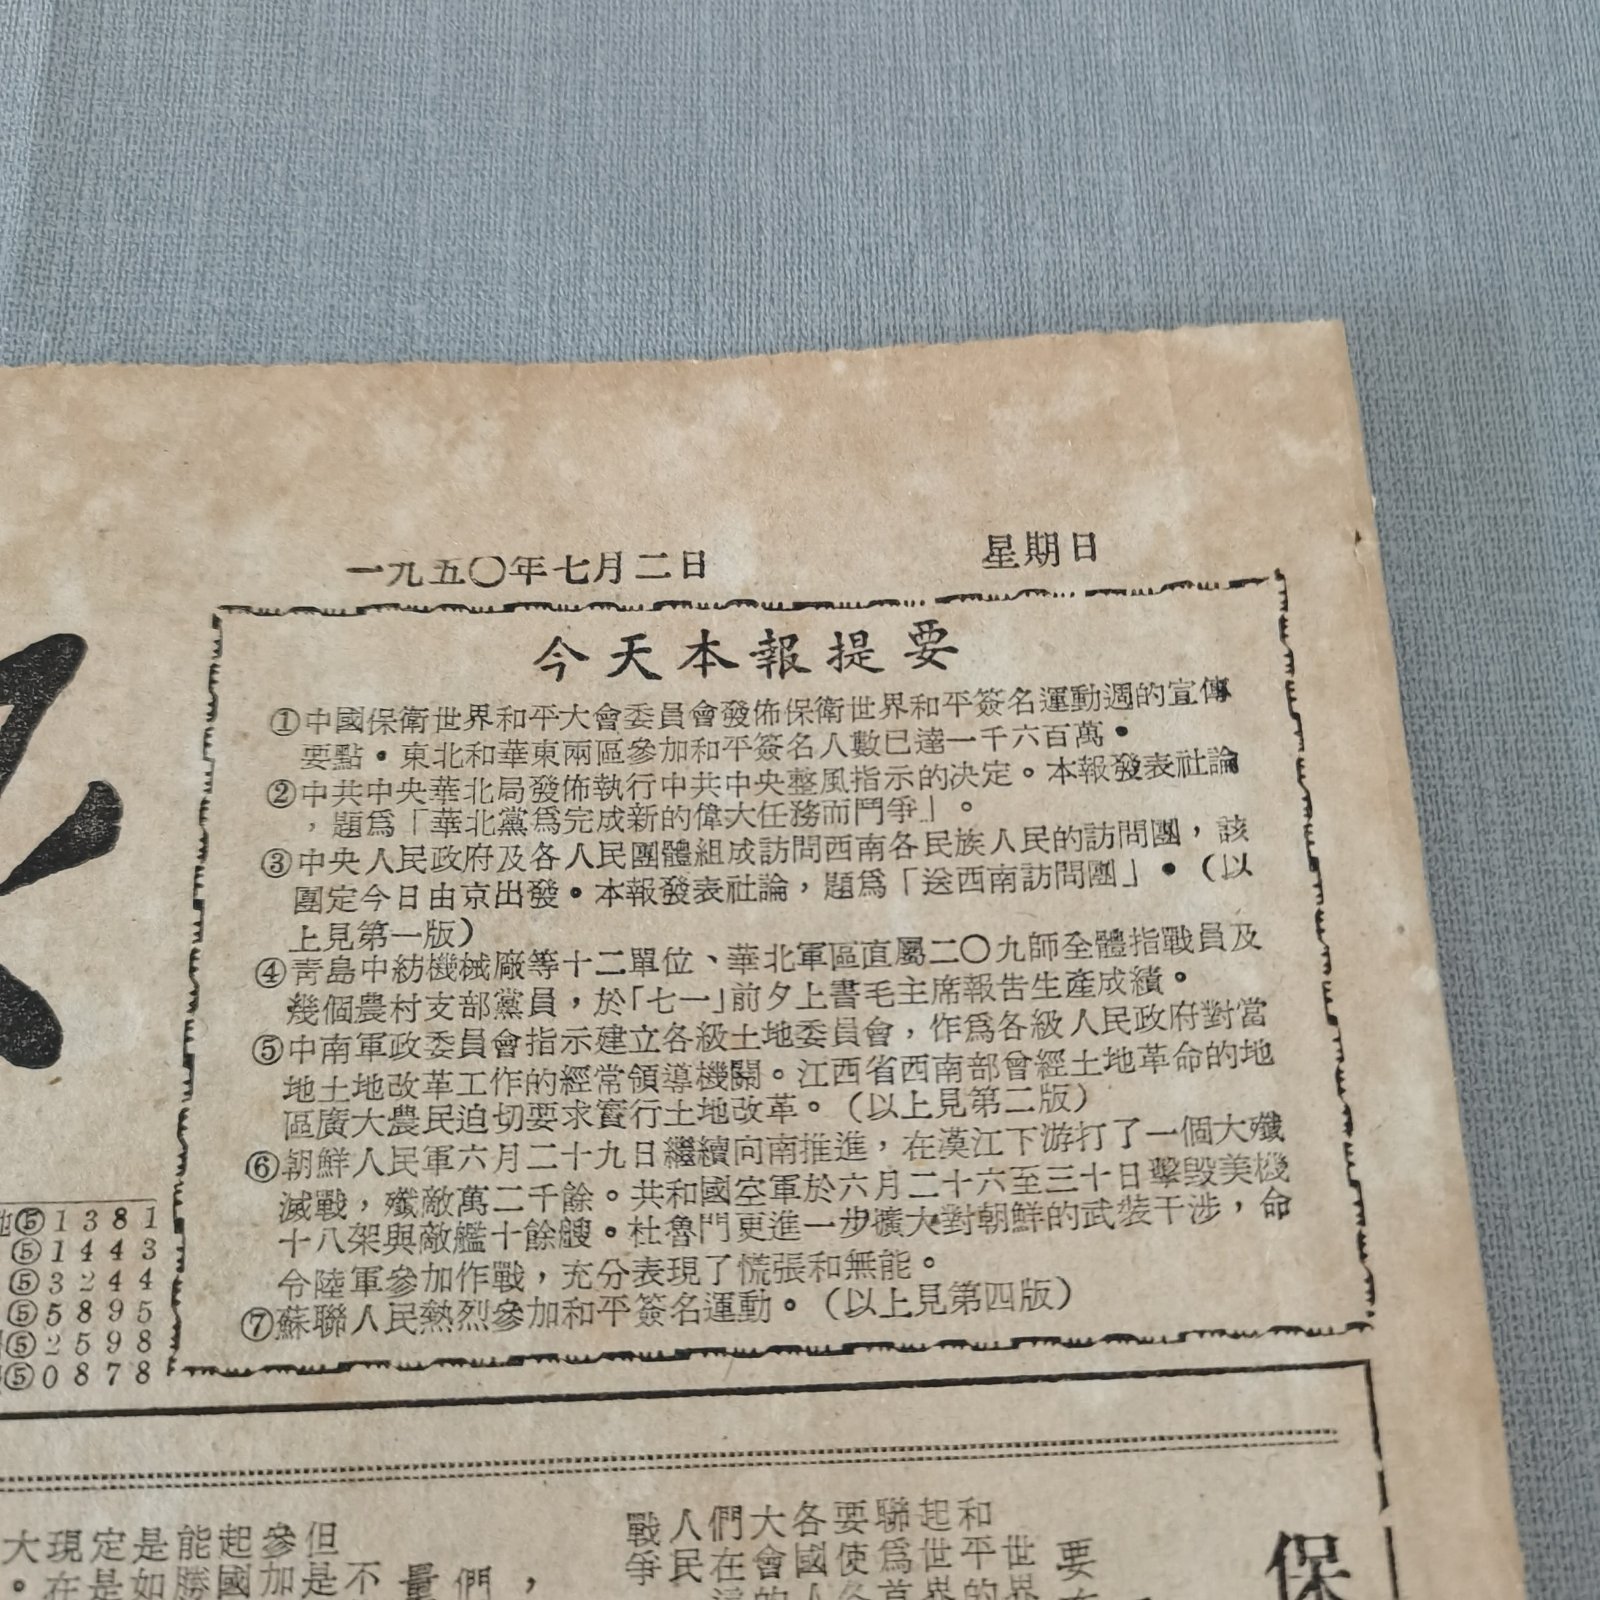 一九五〇年七月二日 星期日
今天本報提要
①中國保衛世界和平大會委員會發佈保衛世界和平簽名運動週的宣傳
要點。東北和華東兩區參加和平簽名人數已達一千六百萬。
②中共中央華北局發佈執行中共中央整風指示的決定。本報發表社論
，題爲「華北黨爲完成新的偉大任務而鬥爭」。
③中央人民政府及各人民團體組成訪問西南各民族人民的訪問團，該
團定今日由京出發。本報發表社論，題爲「送西南訪問團」。（以
上見第一版）
④靑島中紡機械廠等十二單位、華北軍區直屬二〇九師全體指戰員及
幾個農村支部黨員，於「七一」前夕上書毛主席報告生產成績。
⑤中南軍政委員會指示建立各級土地委員會，作爲各級人民政府對當
地土地改革工作的經常領導機關。江西省西南部曾經土地革命的地
區廣大農民迫切要求實行土地改革。（以上見第二版）
⑥朝鮮人民軍六月二十九日繼續向南推進，在漢江下游打了一個大殲
滅戰，殲敵萬二千餘。共和國空軍於六月二十六至三十日擊毀美機
十八架與敵艦十餘艘。杜魯門更進一步擴大對朝鮮的武裝干涉，命
令陸軍參加作戰，充分表現了慌張和無能。
⑦蘇聯人民熱烈參加和平簽名運動。（以上見第四版）
⑤1381
⑤1443
⑤3244
⑤5895
⑤2598
⑤0878
保
要
和世界
起平的
聯世界
要爲
各使
大國各
們會人
人在的
戰爭
們，
量
但不
參是
起加
能國
是勝
定如
現是
大在